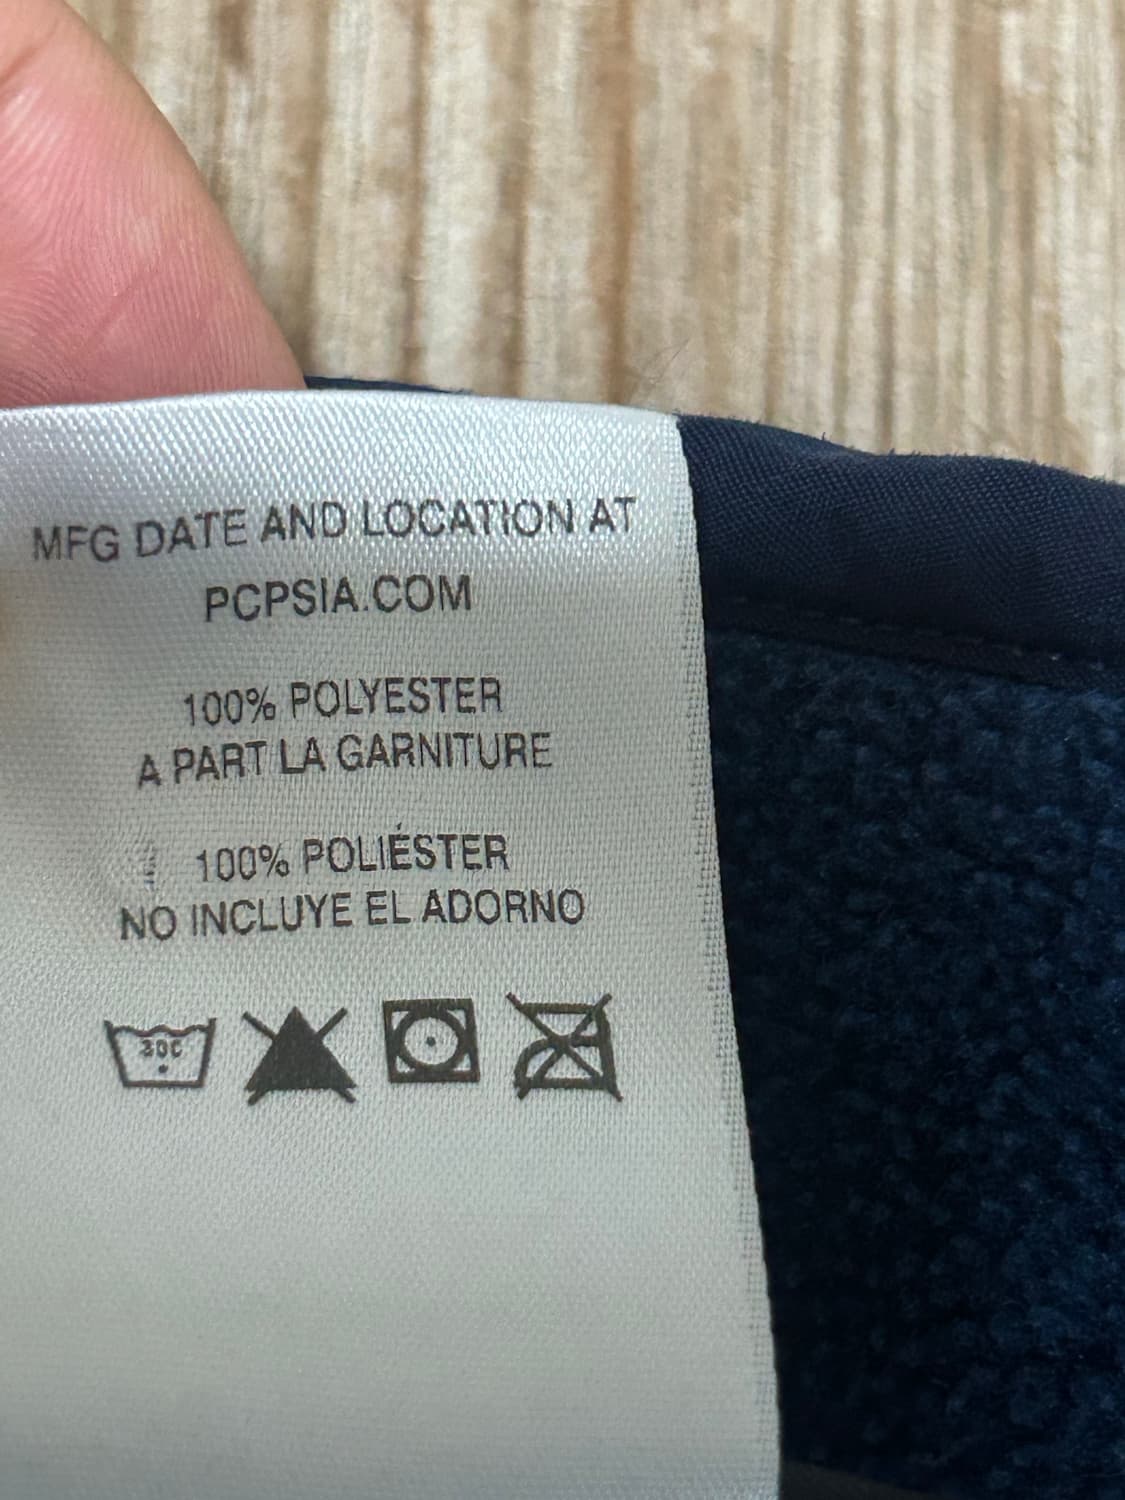 MFG DATE AND LOCATION AT
PCPSIA.COM
100% POLYESTER
A PART LA GARNITURE
100% POLIÉSTER
NO INCLUYE EL ADORNO
30C